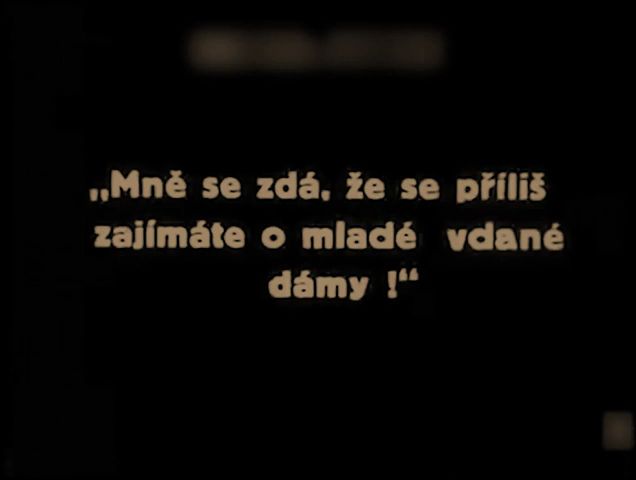 „Mně se zdá, že se příliš
zajímáte o mladé vdané
dámy !“